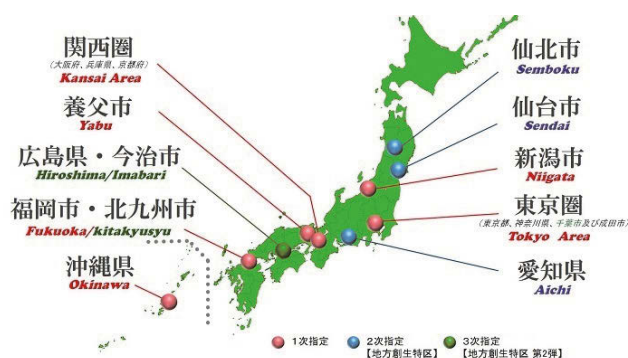 関西圏
(大阪府、兵庫県、京都府)
Kansai Area
養父市
Yabu
広島県・今治市
Hiroshima/Imabari
福岡市・北九州市
Fukuoka/kitakyusyu
沖縄県
Okinawa
仙北市
Semboku
仙台市
Sendai
新潟市
Niigata
東京圏
(東京都、神奈川県、千葉市及び成田市)
Tokyo Area
愛知県
Aichi
1次指定
2次指定
【地方創生特区】
3次指定
【地方創生特区 第2弾】